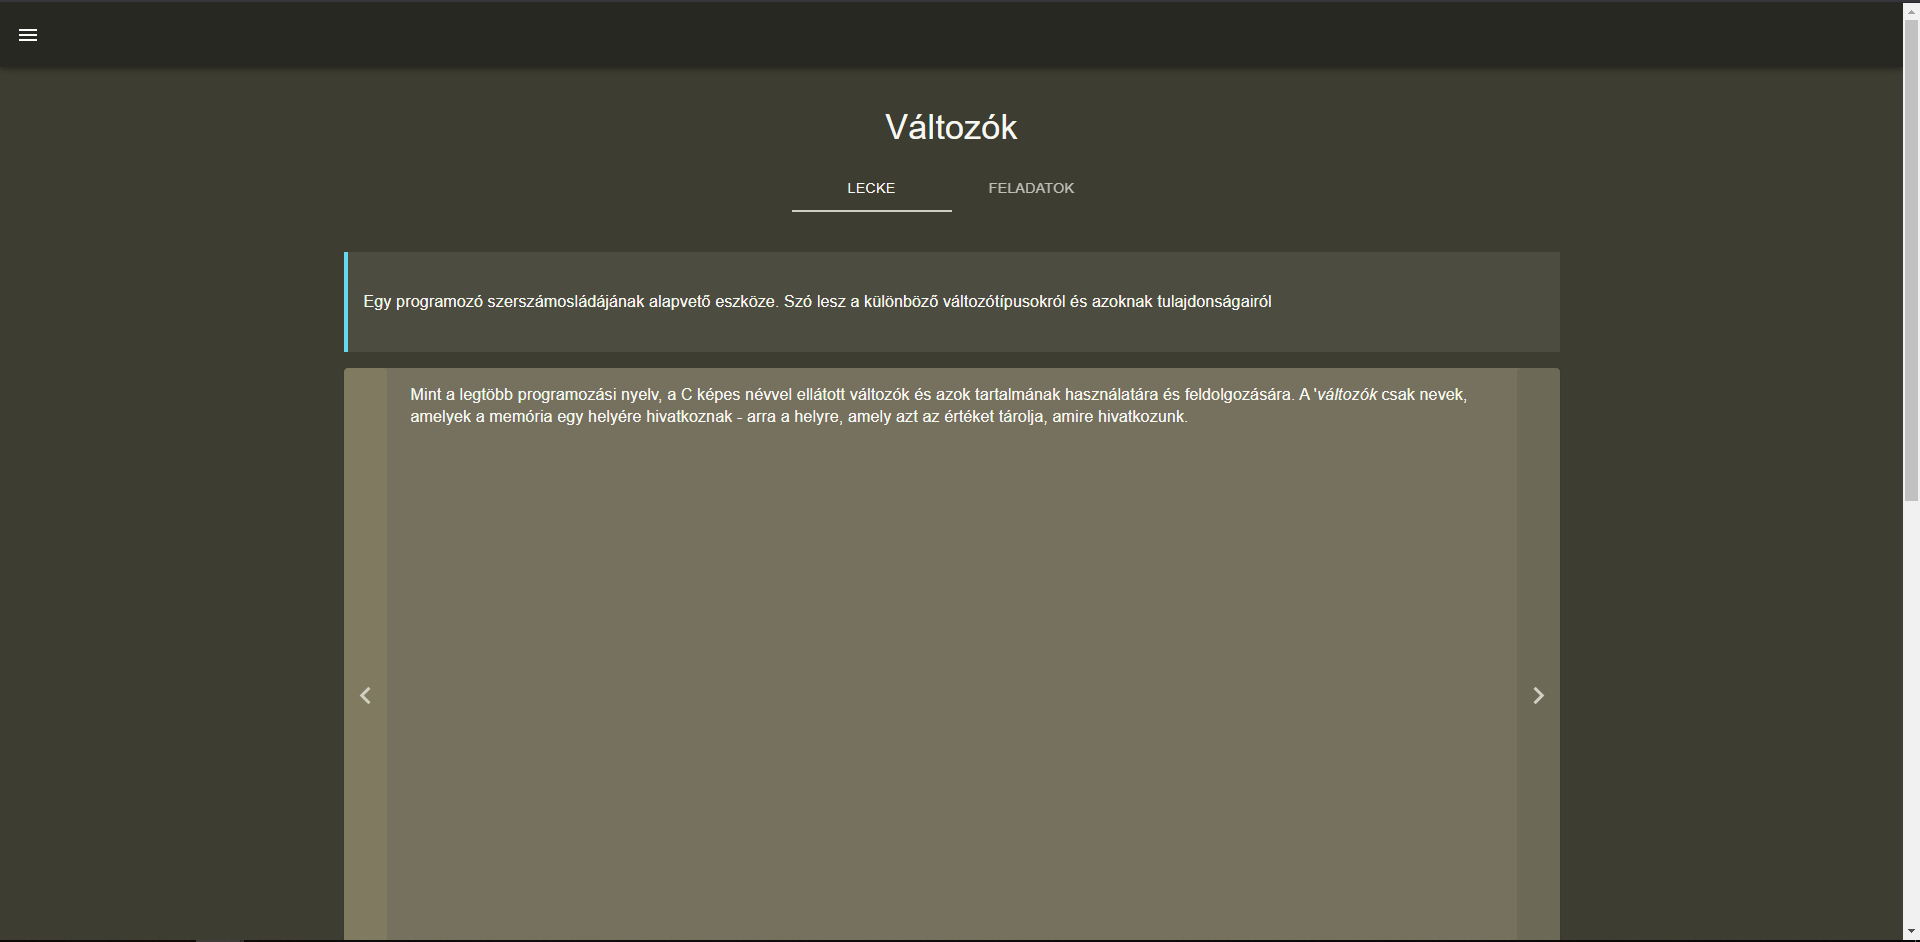 Változók
LECKE
FELADATOK
Egy programozó szerszámosládájának alapvető eszköze. Szó lesz a különböző változótípusokról és azoknak tulajdonságairól
Mint a legtöbb programozási nyelv, a C képes névvel ellátott változók és azok tartalmának használatára és feldolgozására. A 'változók csak nevek,
amelyek a memória egy helyére hivatkoznak - arra a helyre, amely azt az értéket tárolja, amire hivatkozunk.